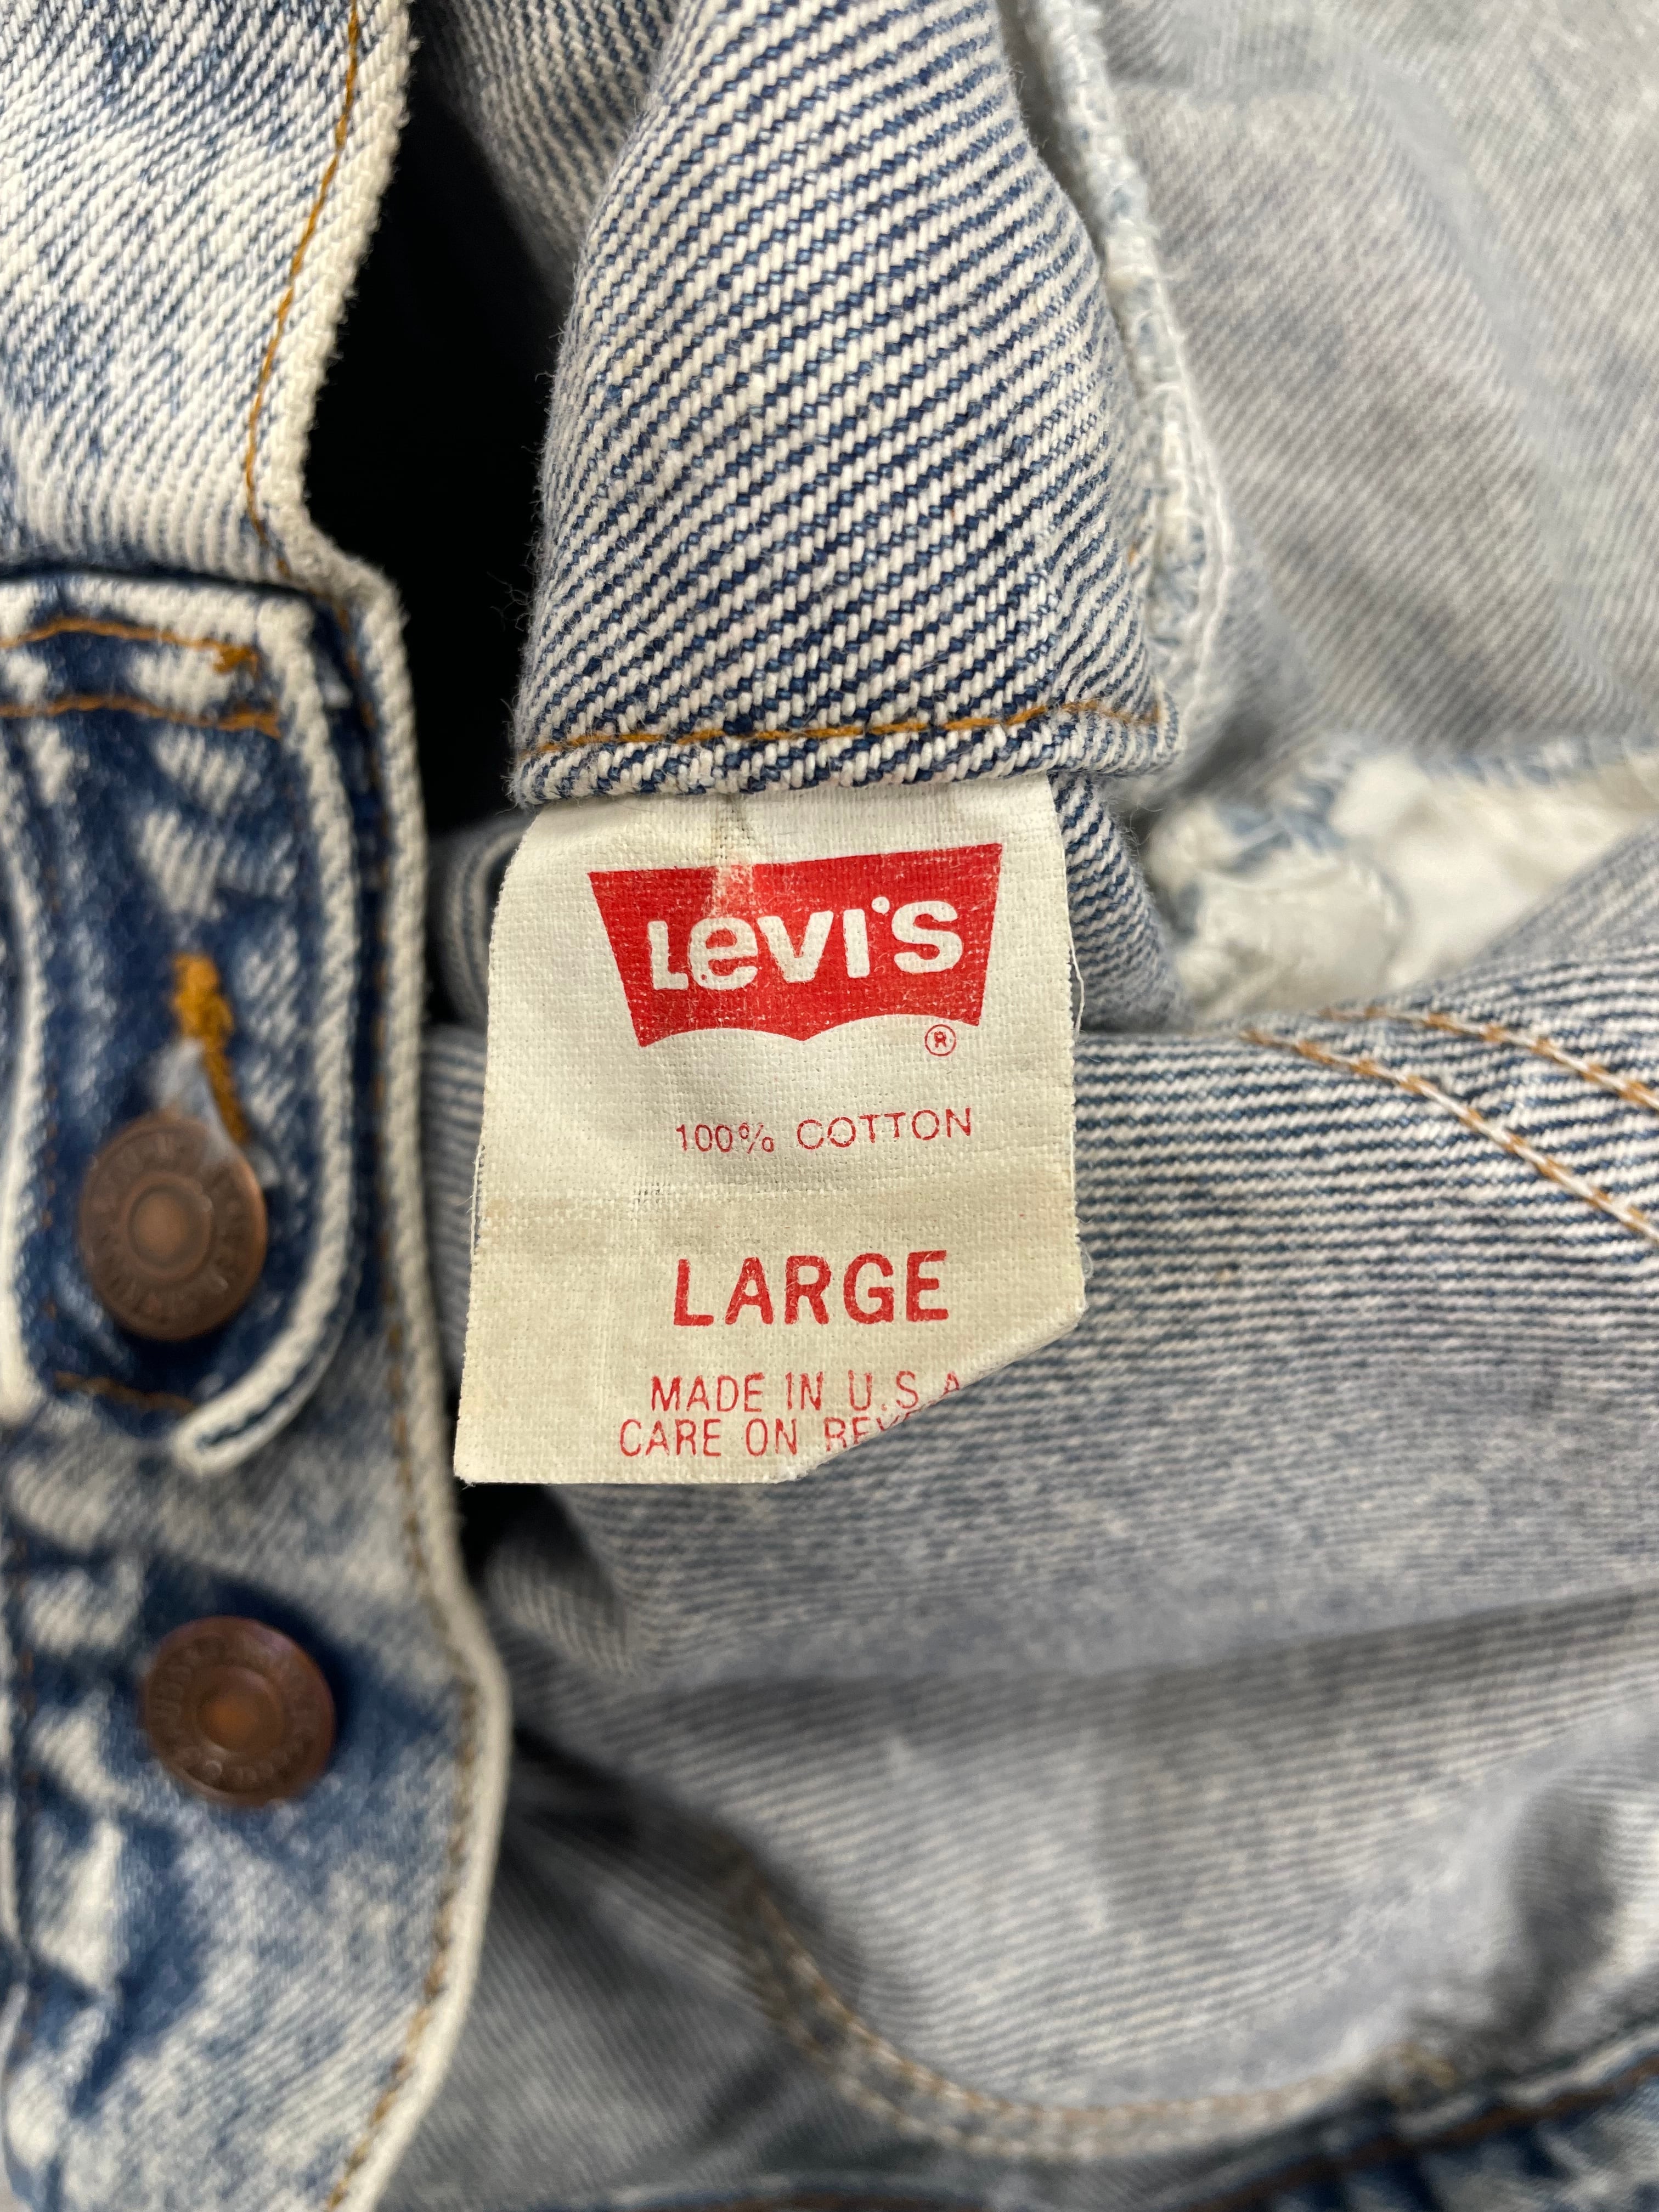 Levi's
®
100% COTTON
LARGE
MADE IN U.S.A
CARE ON